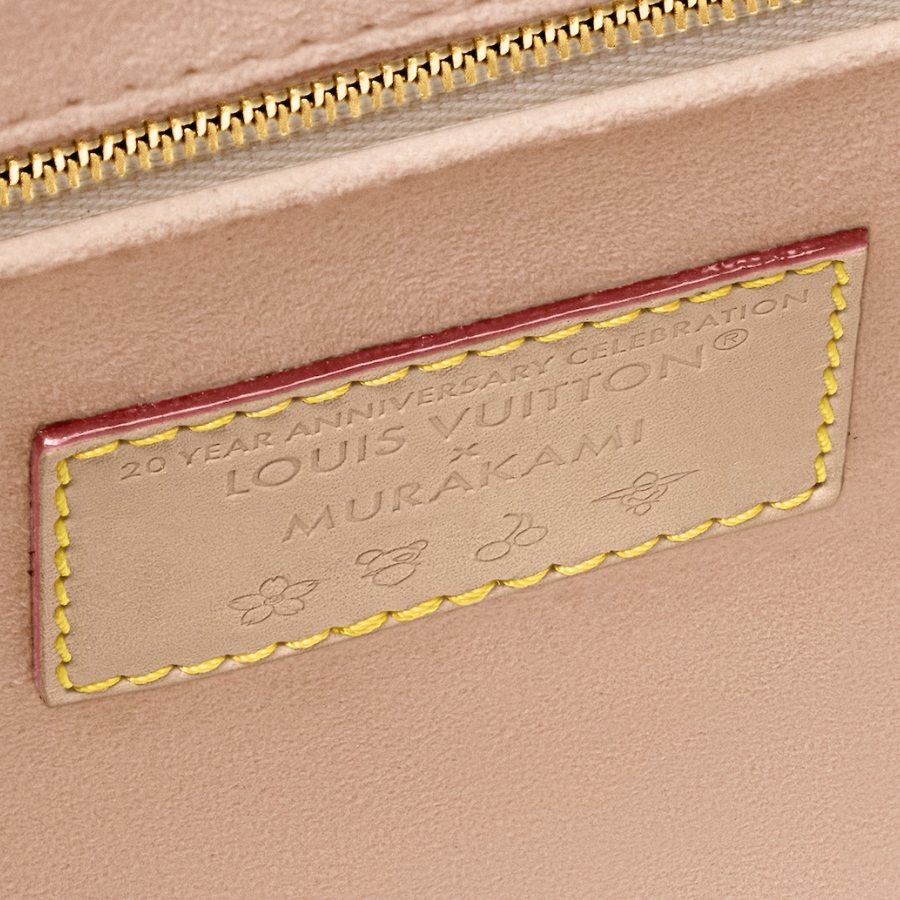 20 YEAR ANNIVERSARY CELEBRATION
LOUIS VUITTON®
×
MURAKAMI